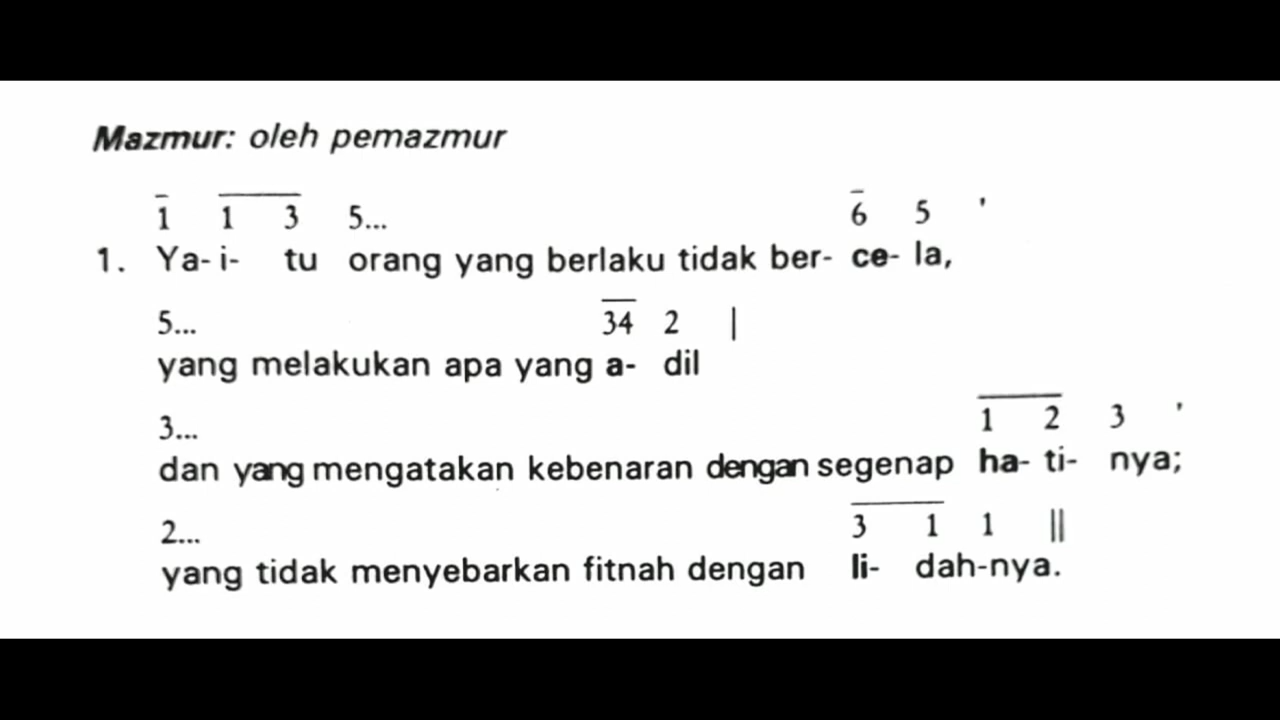 Mazmur: oleh pemazmur
1 1 3 5... 6 5 '
1. Ya- i- tu orang yang berlaku tidak ber- ce- la,
5... 34 2 |
yang melakukan apa yang a- dil
3... 1 2 3 '
dan yang mengatakan kebenaran dengan segenap ha- ti- nya;
2... 3 1 1 ||
yang tidak menyebarkan fitnah dengan li- dah-nya.